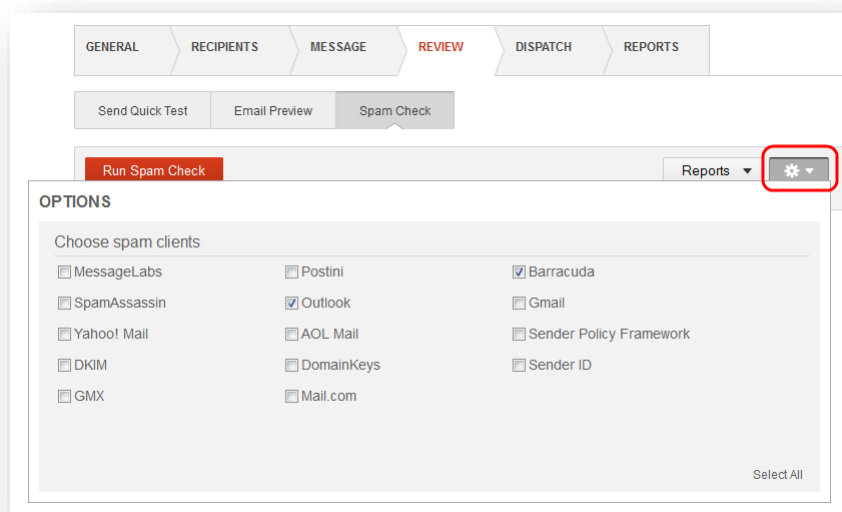 GENERAL RECIPIENTS MESSAGE REVIEW DISPATCH REPORTS
Send Quick Test Email Preview Spam Check
Run Spam Check Reports
OPTIONS
Choose spam clients
MessageLabs Postini Barracuda
SpamAssassin Outlook Gmail
Yahoo! Mail AOL Mail Sender Policy Framework
DKIM DomainKeys Sender ID
GMX Mail.com
Select All